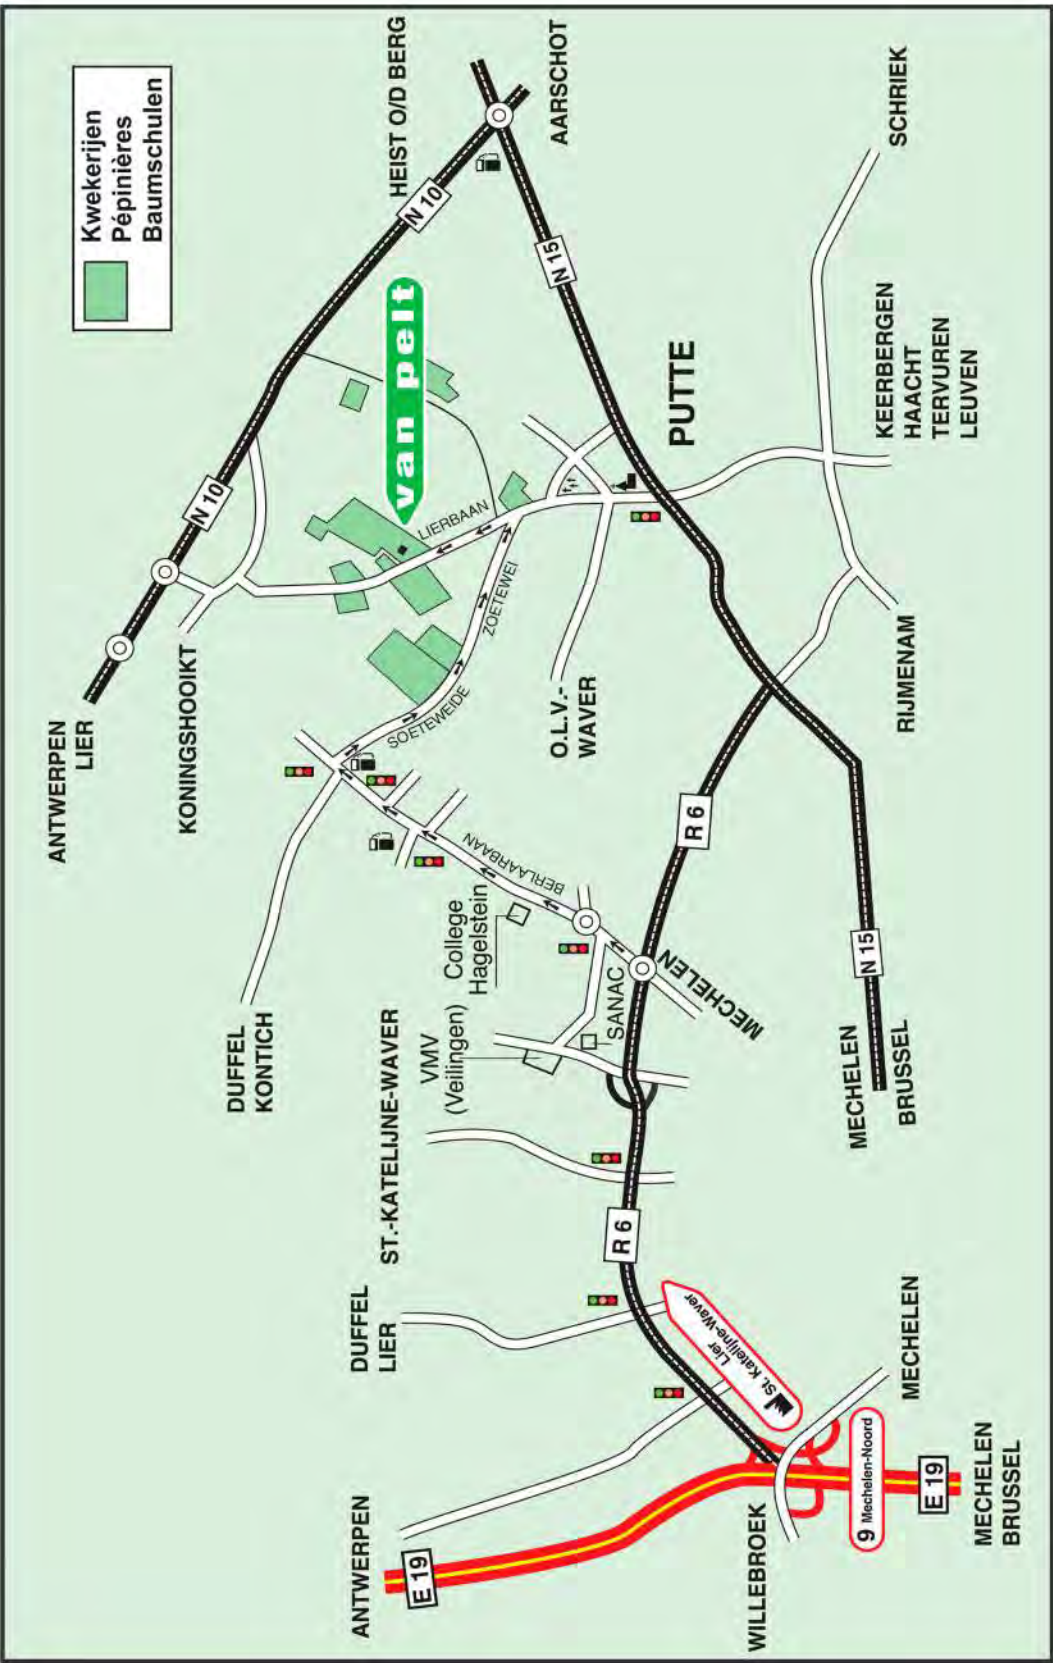 Kwekerijen
Pépinières
Baumschulen
HEIST O/D BERG
AARSCHOT
N 10
N 15
SCHRIEK
van pelt
PUTTE
KEERBERGEN
HAACHT
TERVUREN
LEUVEN
N 10
LIERBAAN
ZOETEWEI
SOETEWEIDE
ANTWERPEN
LIER
KONINGSHOOIKT
O.L.V.-
WAVER
RIJMENAM
R 6
BERLAARBAAN
College
Hagelstein
DUFFEL
KONTICH
ST.-KATELIJNE-WAVER
VMV
(Veilingen)
SANAC
MECHELEN
N 15
MECHELEN
BRUSSEL
R 6
DUFFEL
LIER
Lier
St. Katelijne-Waver
MECHELEN
ANTWERPEN
E 19
WILLEBROEK
9 Mechelen-Noord
E 19
MECHELEN
BRUSSEL